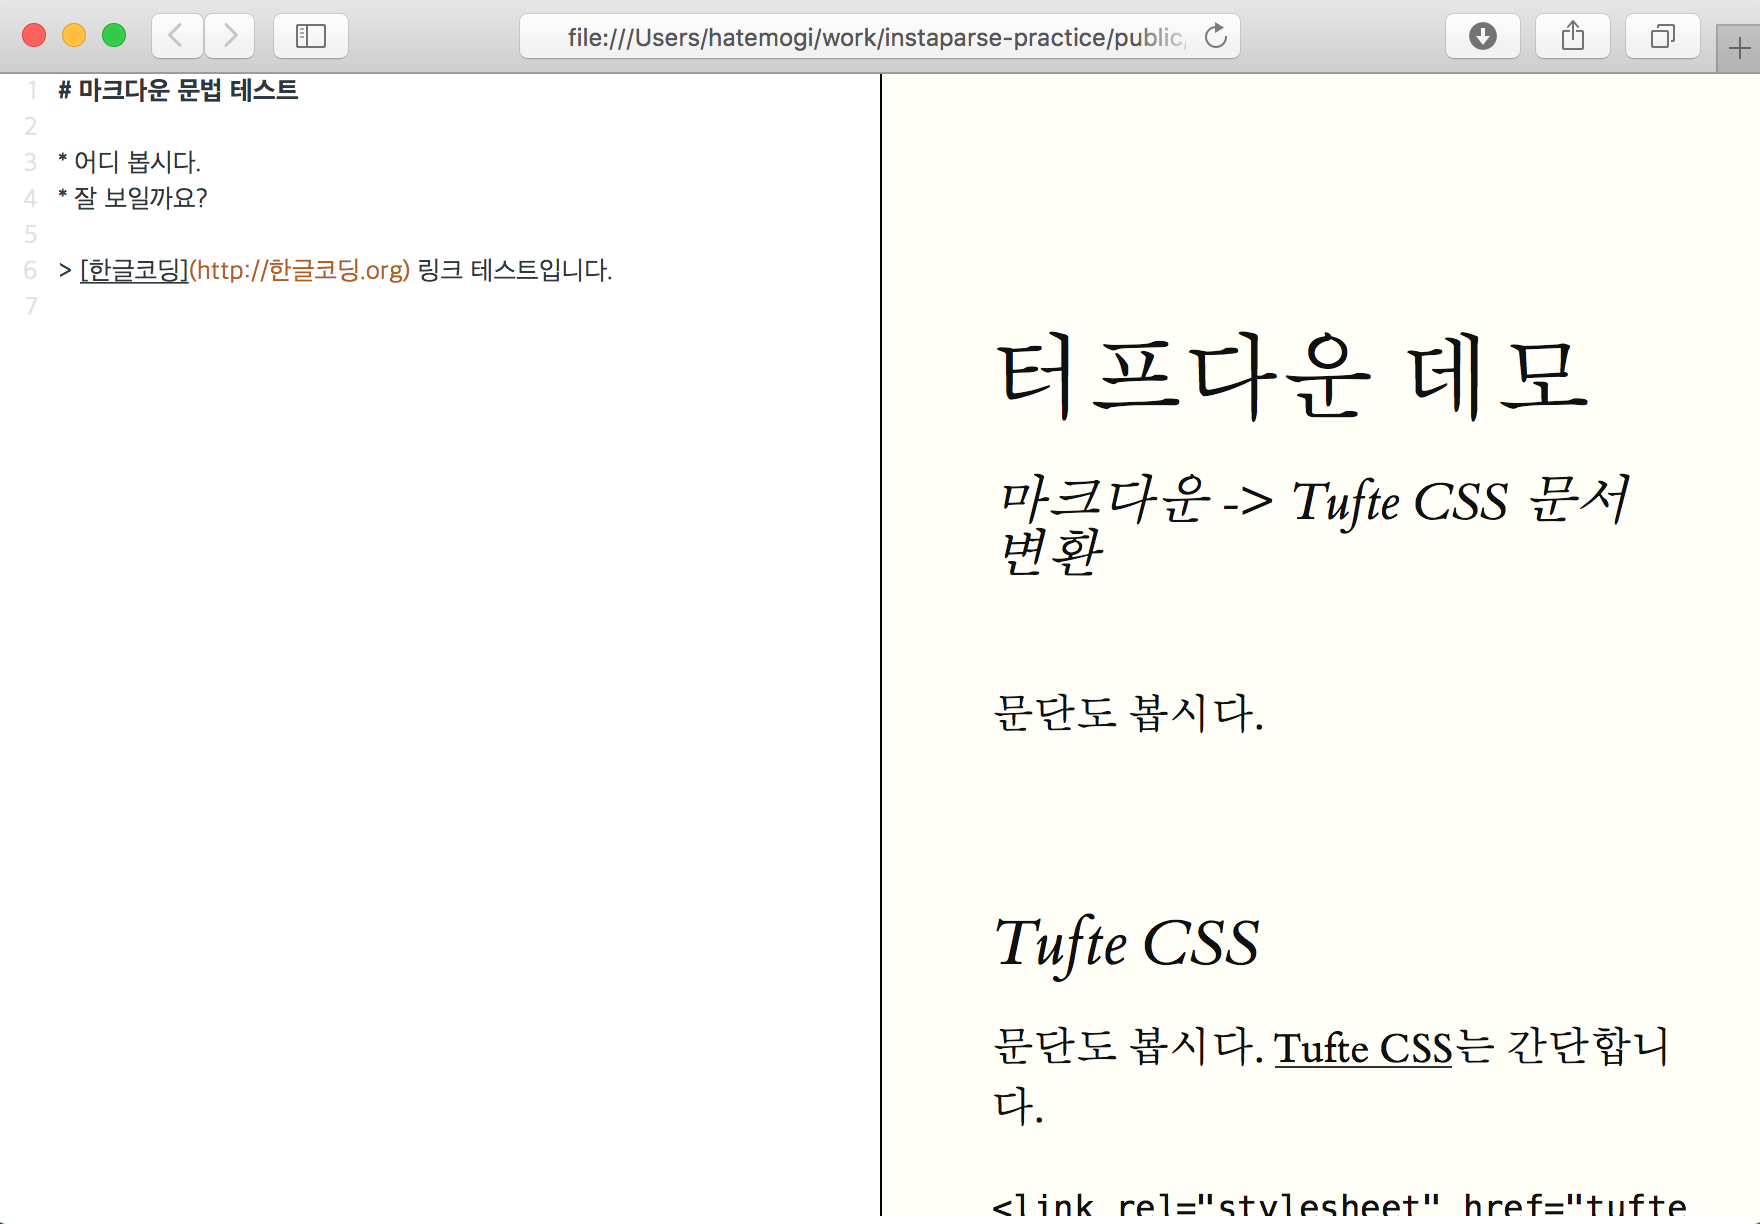 file:///Users/hatemogi/work/instaparse-practice/public/
1 # 마크다운 문법 테스트
2
3 * 어디 봅시다.
4 * 잘 보일까요?
5
6 > [한글코딩](http://한글코딩.org) 링크 테스트입니다.
7
터프다운 데모
마크다운 -> Tufte CSS 문서
변환
문단도 봅시다.
Tufte CSS
문단도 봅시다. Tufte CSS는 간단합니
다.
<link rel="stylesheet" href="tufte